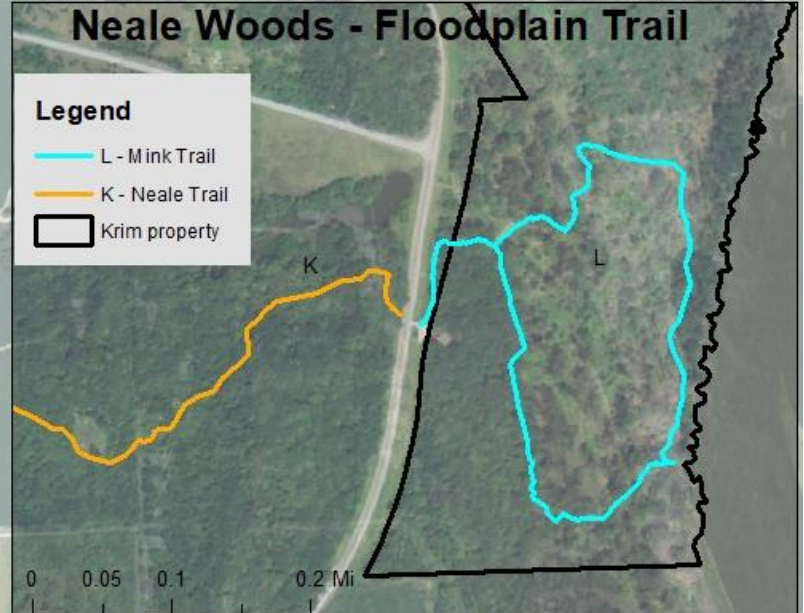 Neale Woods - Floodplain Trail
Legend
L - Mink Trail
K - Neale Trail
Krim property
K
L
0 0.05 0.1 0.2 Mi